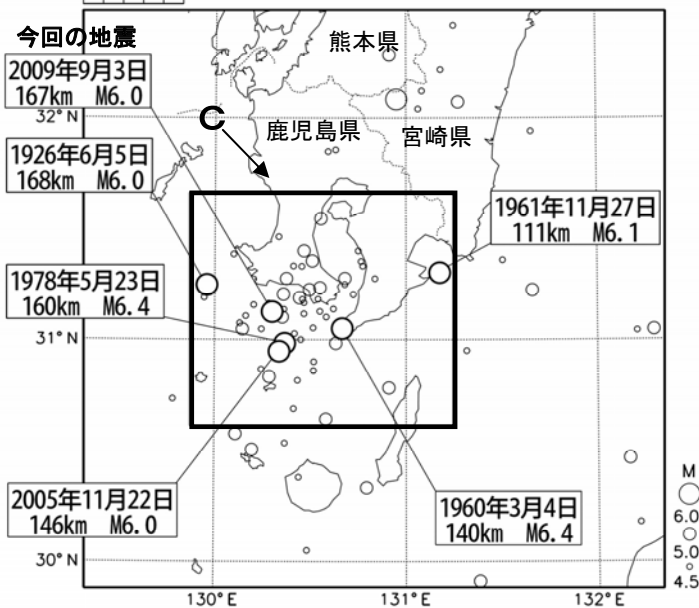 今回の地震
2009年9月3日
167km M6.0
熊本県
32°N
C
鹿児島県
宮崎県
1926年6月5日
168km M6.0
1961年11月27日
111km M6.1
1978年5月23日
160km M6.4
31°N
2005年11月22日
146km M6.0
1960年3月4日
140km M6.4
M
6.0
5.0
4.5
30°N
130°E
131°E
132°E